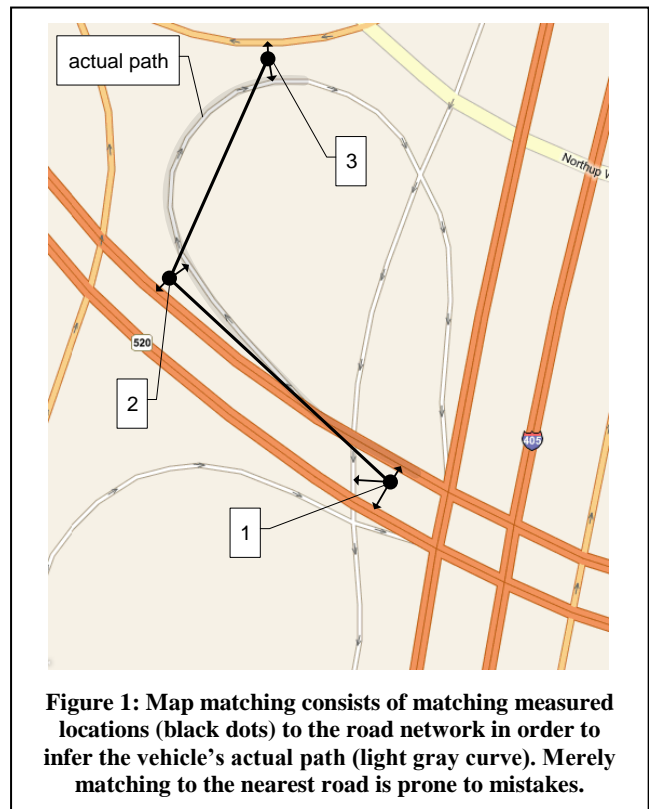 actual path
3
Northup W
520
2
405
1
Figure 1: Map matching consists of matching measured
locations (black dots) to the road network in order to
infer the vehicle's actual path (light gray curve). Merely
matching to the nearest road is prone to mistakes.